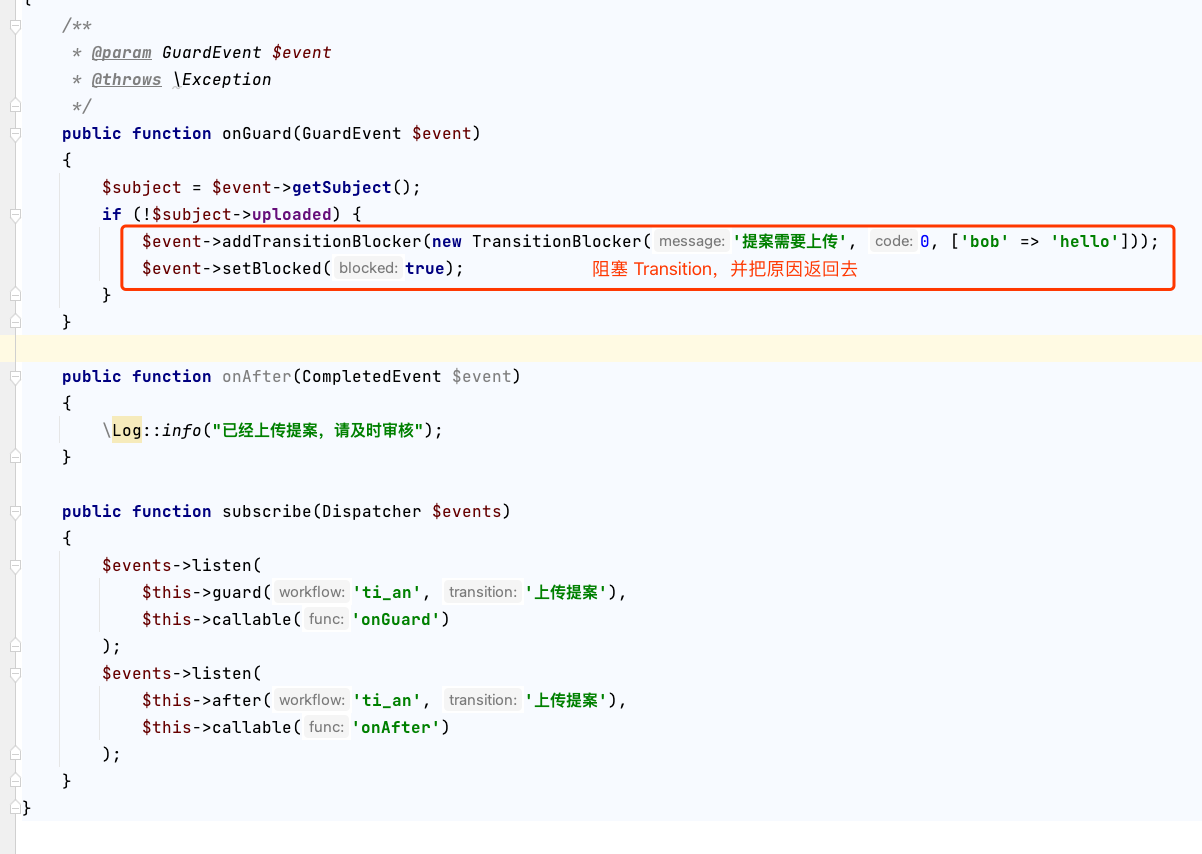 {
/**
* @param GuardEvent $event
* @throws \Exception
*/
public function onGuard(GuardEvent $event)
{
$subject = $event->getSubject();
if (!$subject->uploaded) {
$event->addTransitionBlocker(new TransitionBlocker( message: '提案需要上传', code: 0, ['bob' => 'hello']));
$event->setBlocked( blocked: true); 阻塞 Transition，并把原因返回去
}
}
public function onAfter(CompletedEvent $event)
{
\Log::info("已经上传提案，请及时审核");
}
public function subscribe(Dispatcher $events)
{
$events->listen(
$this->guard( workflow: 'ti_an', transition: '上传提案'),
$this->callable( func: 'onGuard')
);
$events->listen(
$this->after( workflow: 'ti_an', transition: '上传提案'),
$this->callable( func: 'onAfter')
);
}
}